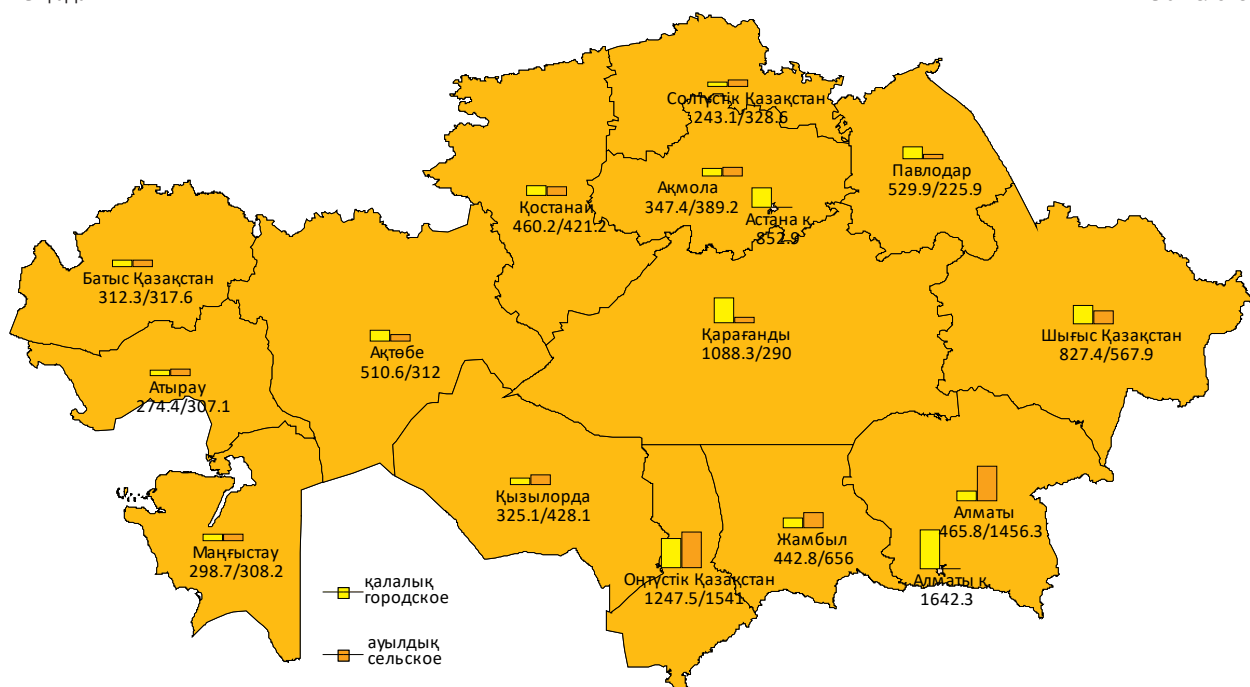 Солтүстік Қазақстан
243.1/328.6
Павлодар
529.9/225.9
Ақмола
347.4/389.2
Қостанай
460.2/421.2
Астана қ.
852.9
Батыс Қазақстан
312.3/317.6
Қарағанды
1088.3/290
Шығыс Қазақстан
827.4/567.9
Ақтөбе
510.6/312
Атырау
274.4/307.1
Қызылорда
325.1/428.1
Алматы
465.8/1456.3
Жамбыл
442.8/656
Маңғыстау
298.7/308.2
Оңтүстік Қазақстан
1247.5/1541
Алматы қ.
1642.3
қалалық
городское
ауылдық
сельское